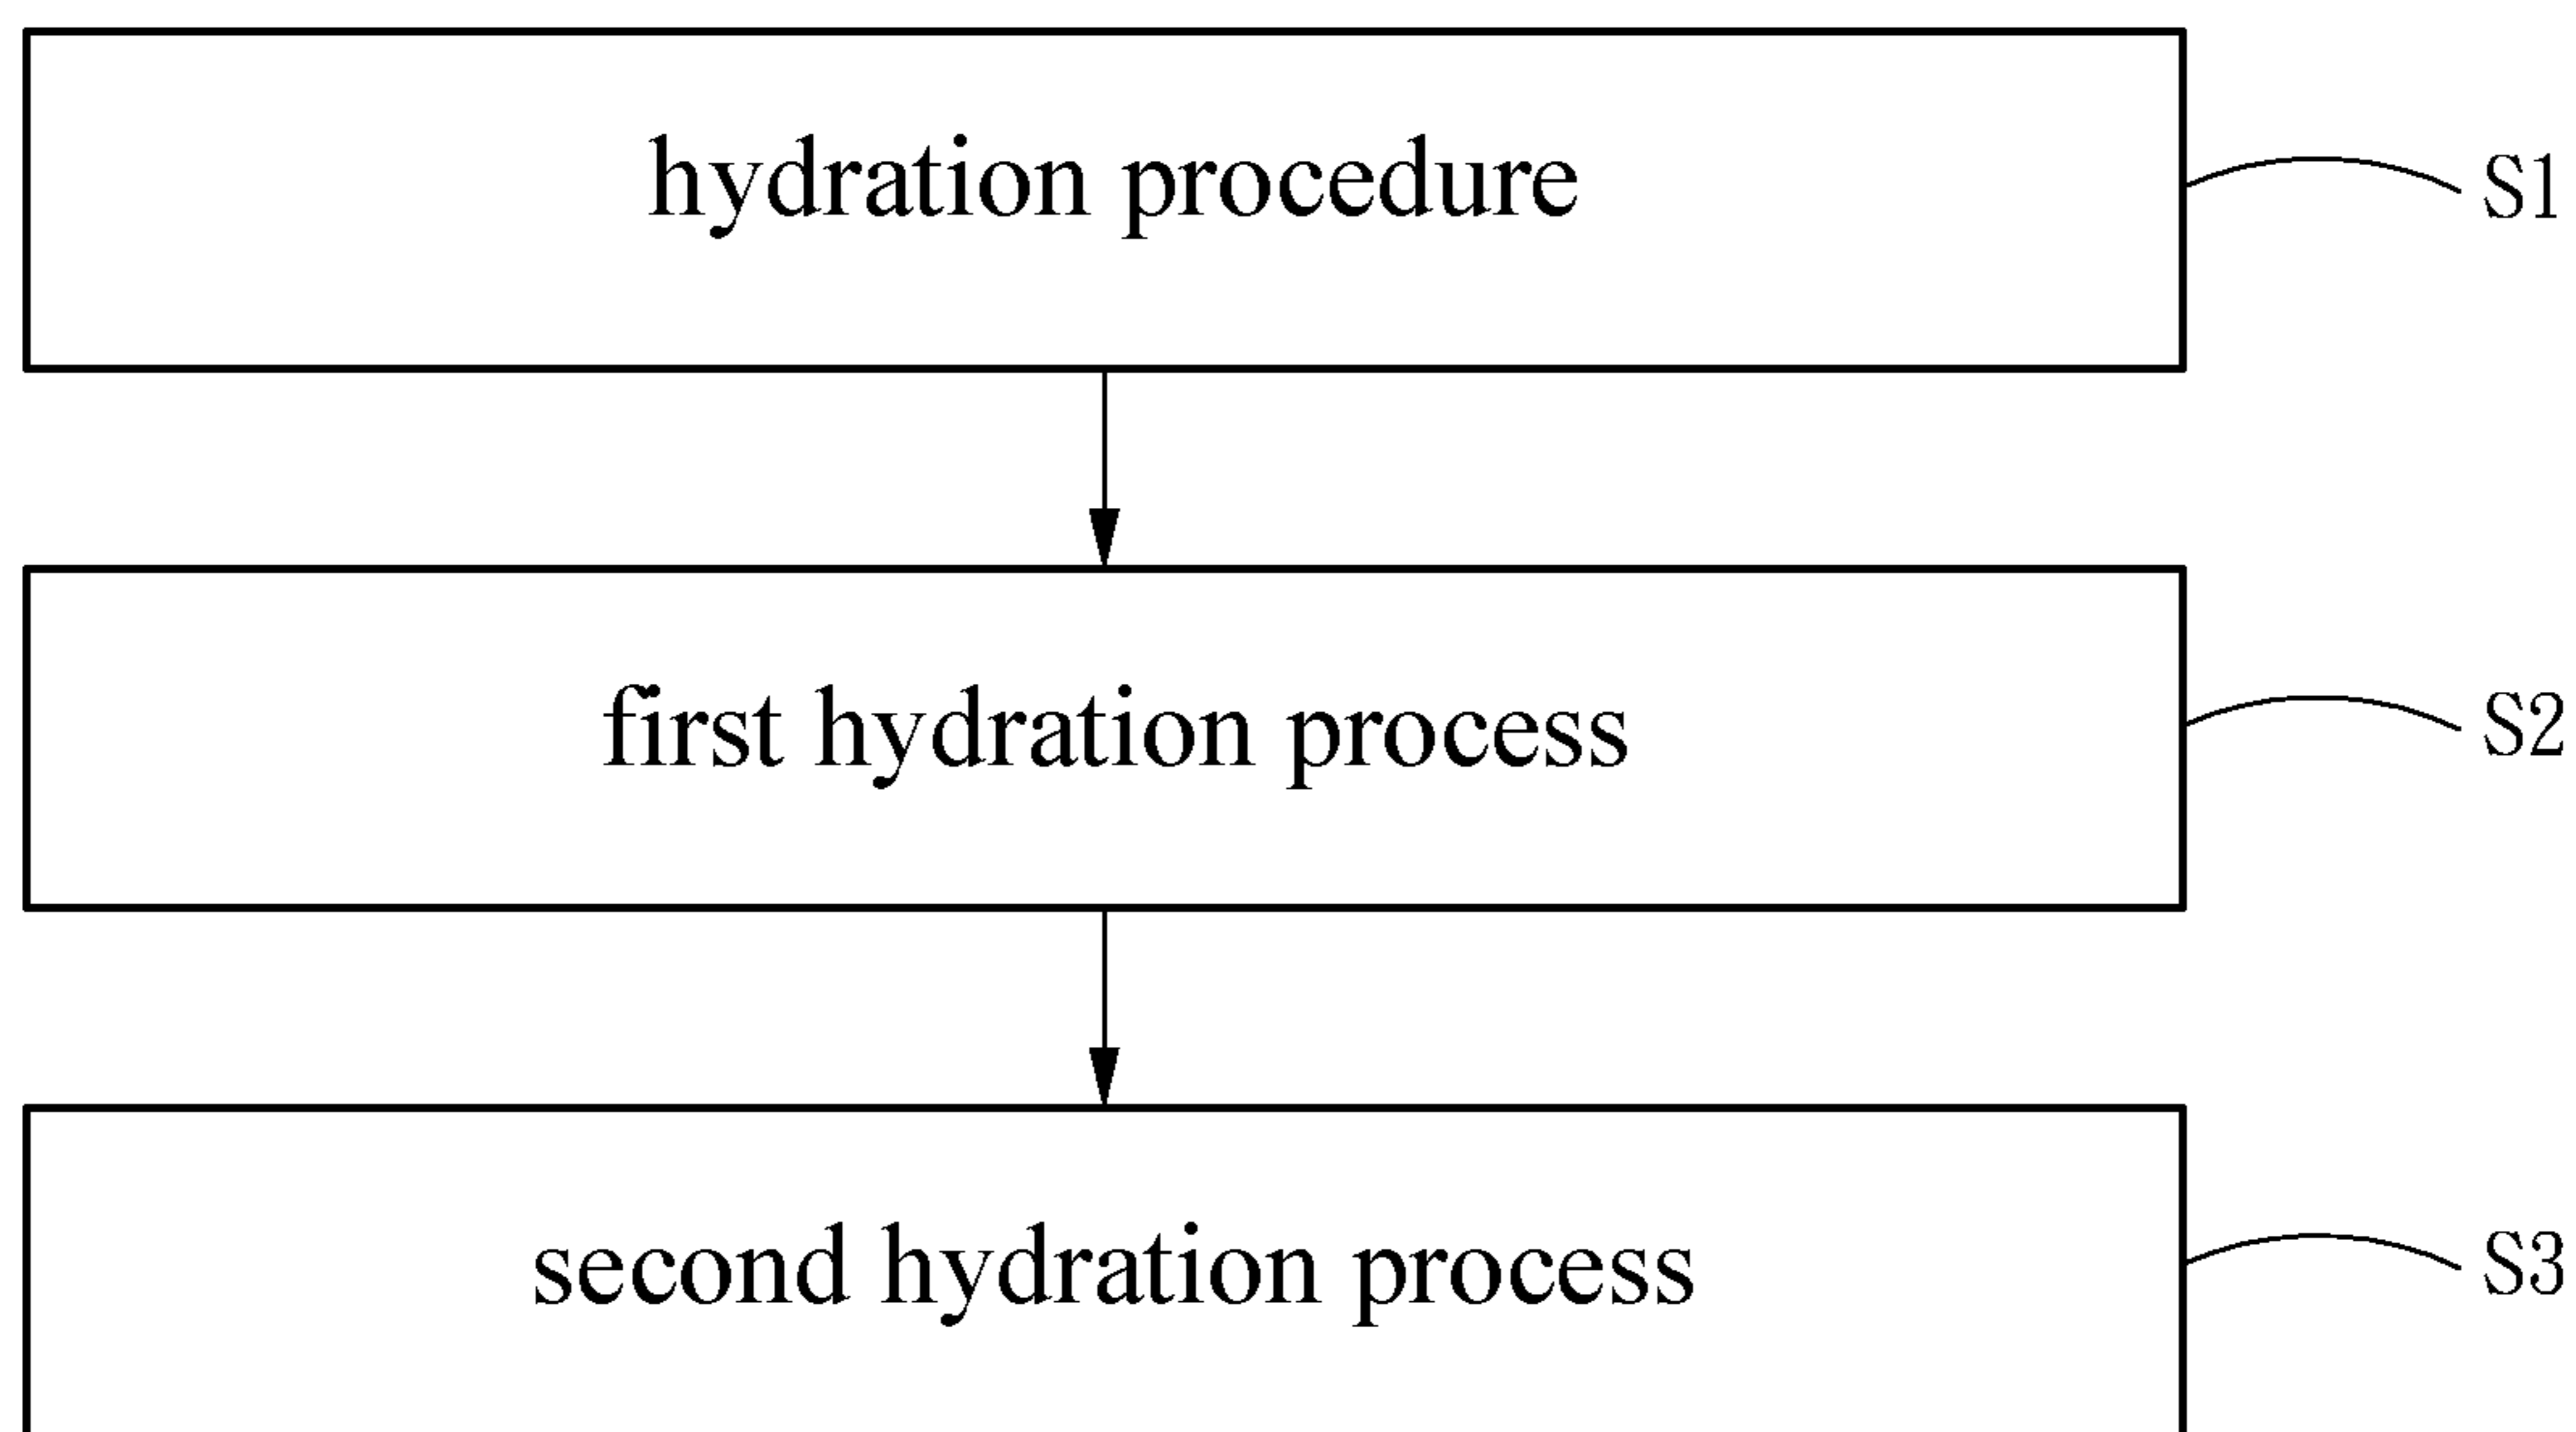 hydration procedure S1
first hydration process S2
second hydration process S3